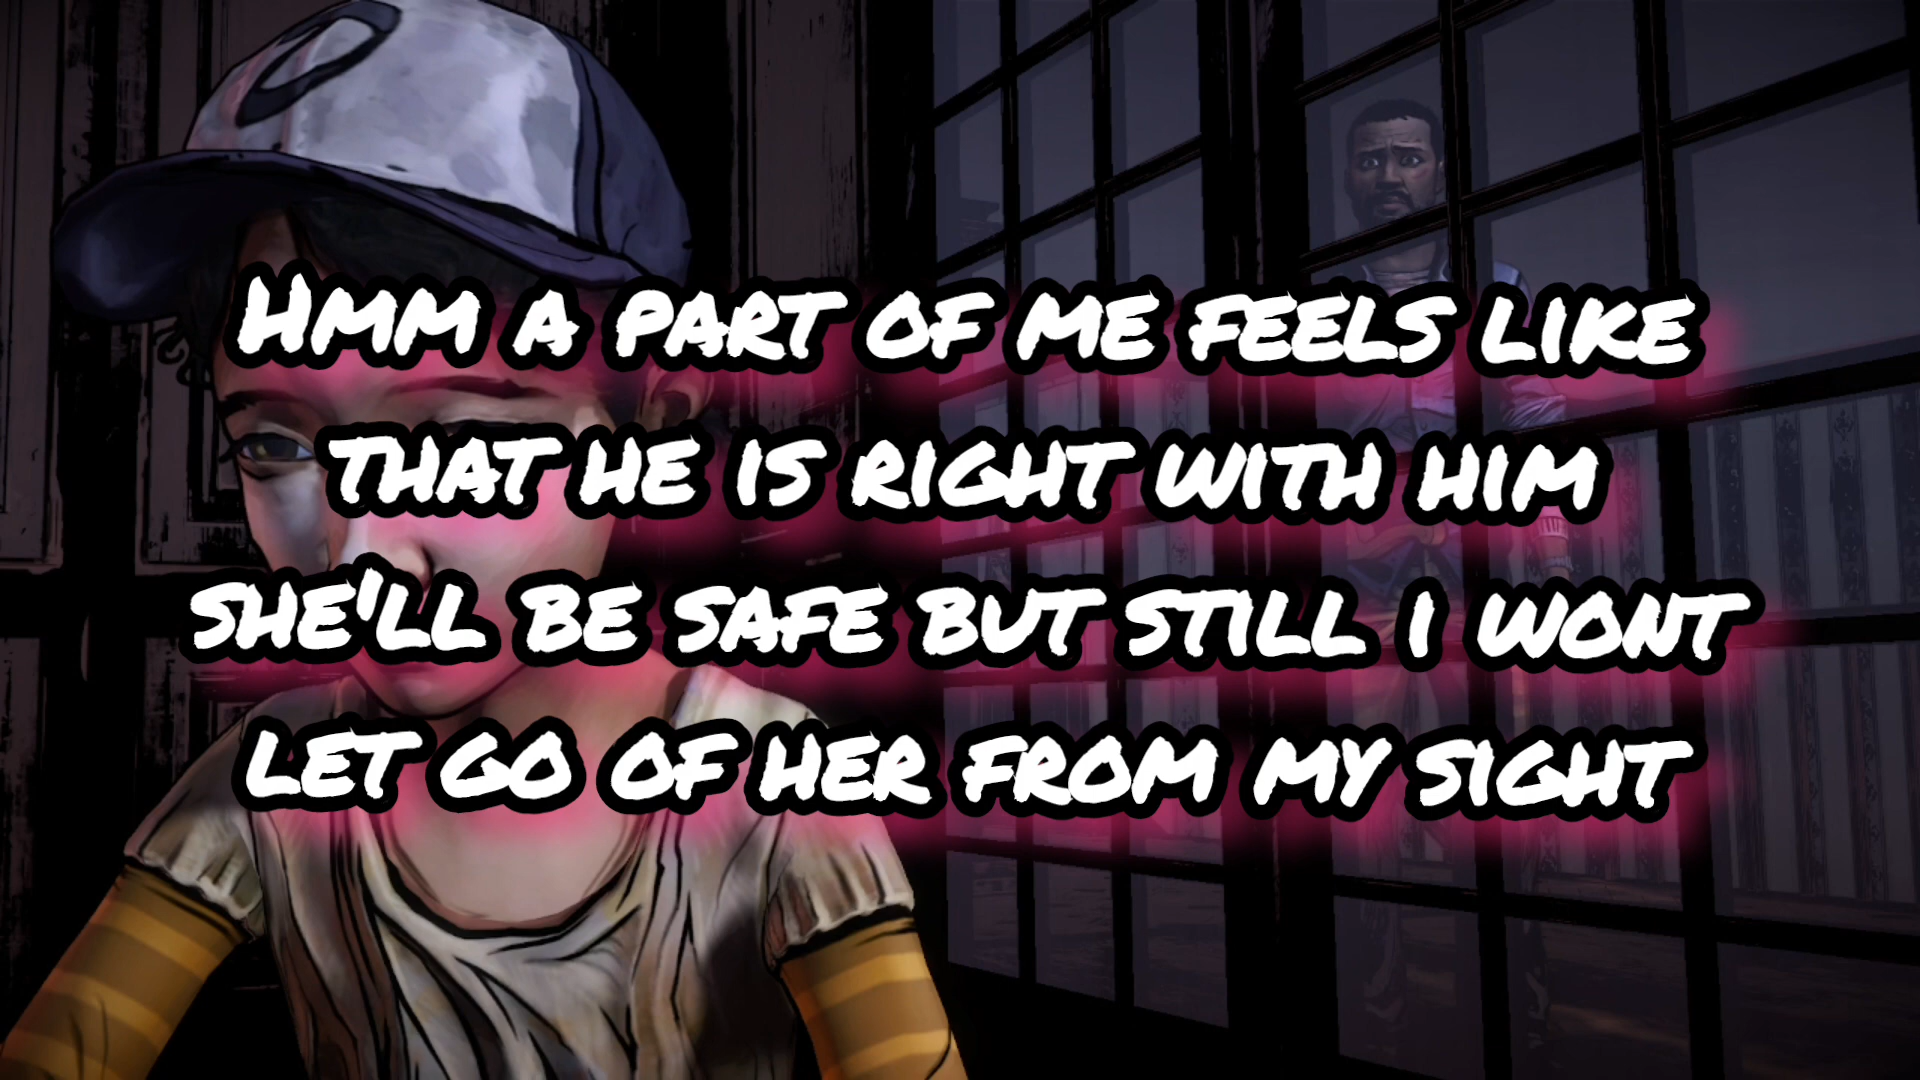 Hmm a part of me feels like
that he is right with him
she'll be safe but still i wont
let go of her from my sight